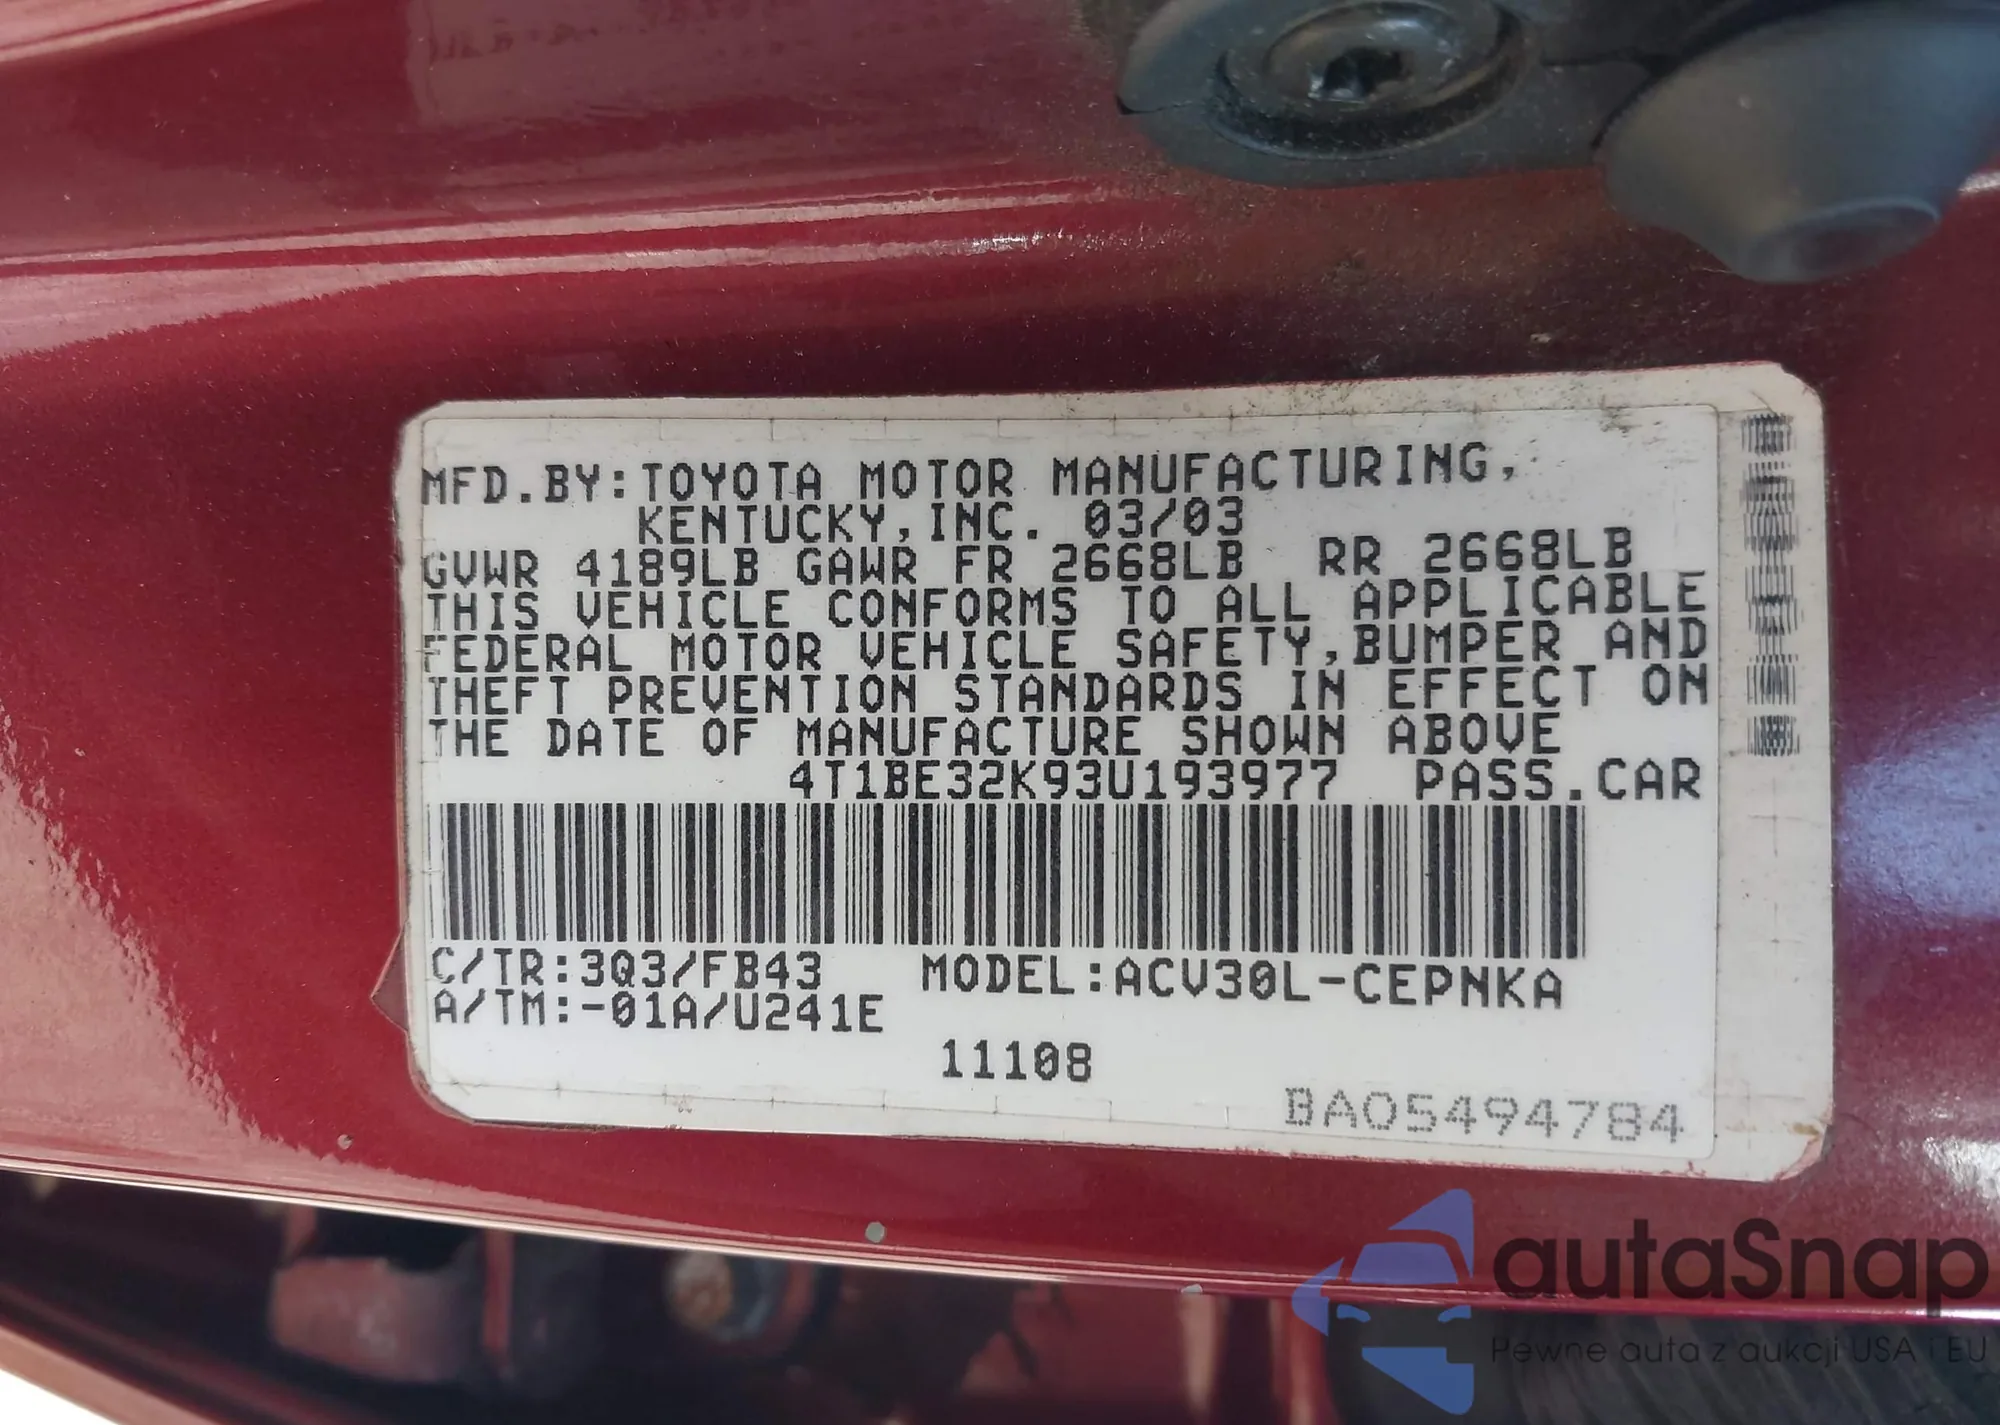 MFD.BY:TOYOTA MOTOR MANUFACTURING,
KENTUCKY,INC. 03/03
GVWR 4189LB GAWR FR 2668LB RR 2668LB
THIS VEHICLE CONFORMS TO ALL APPLICABLE
FEDERAL MOTOR VEHICLE SAFETY,BUMPER AND
THEFT PREVENTION STANDARDS IN EFFECT ON
THE DATE OF MANUFACTURE SHOWN ABOVE
4T1BE32K93U193977 PASS.CAR
C/TR:3Q3/FB43 MODEL:ACV30L-CEPNKA
A/TM:-01A/U241E
11108
BA05494784
autaSnap
Pewne auta z aukcji USA i EU